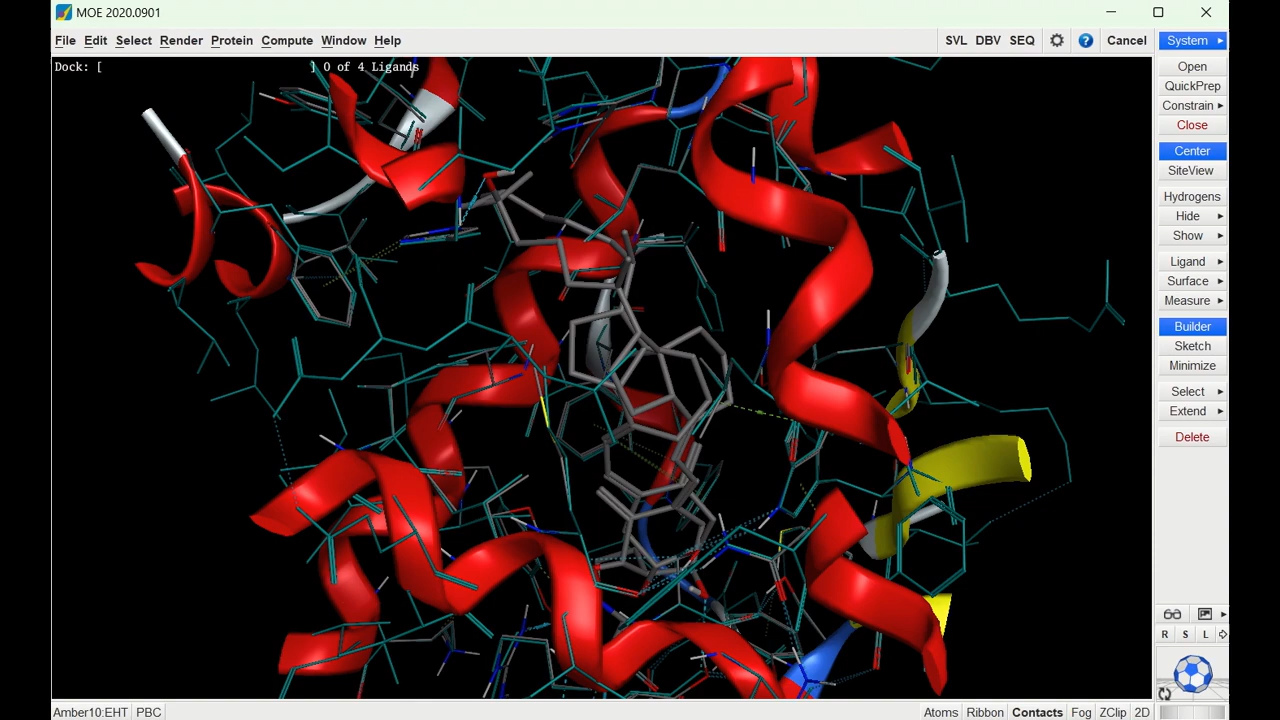 MOE 2020.0901
File Edit Select Render Protein Compute Window Help SVL DBV SEQ ? Cancel System
Dock: [ ] 0 of 4 Ligands
Open
QuickPrep
Constrain
Close
Center
SiteView
Hydrogens
Hide
Show
Ligand
Surface
Measure
Builder
Sketch
Minimize
Select
Extend
Delete
R S L
Amber10:EHT PBC Atoms Ribbon Contacts Fog ZClip 2D